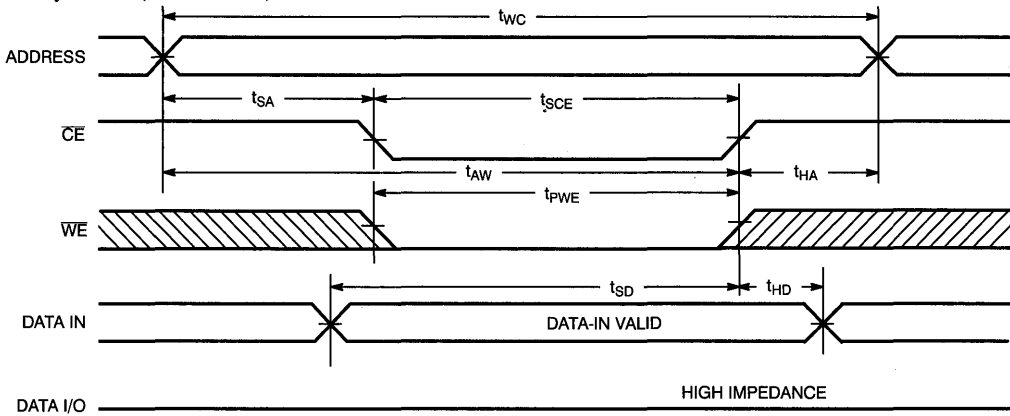 tWC
ADDRESS
tSA
tSCE
CE
tAW
tHA
tPWE
WE
tSD
tHD
DATA IN
DATA-IN VALID
HIGH IMPEDANCE
DATA I/O